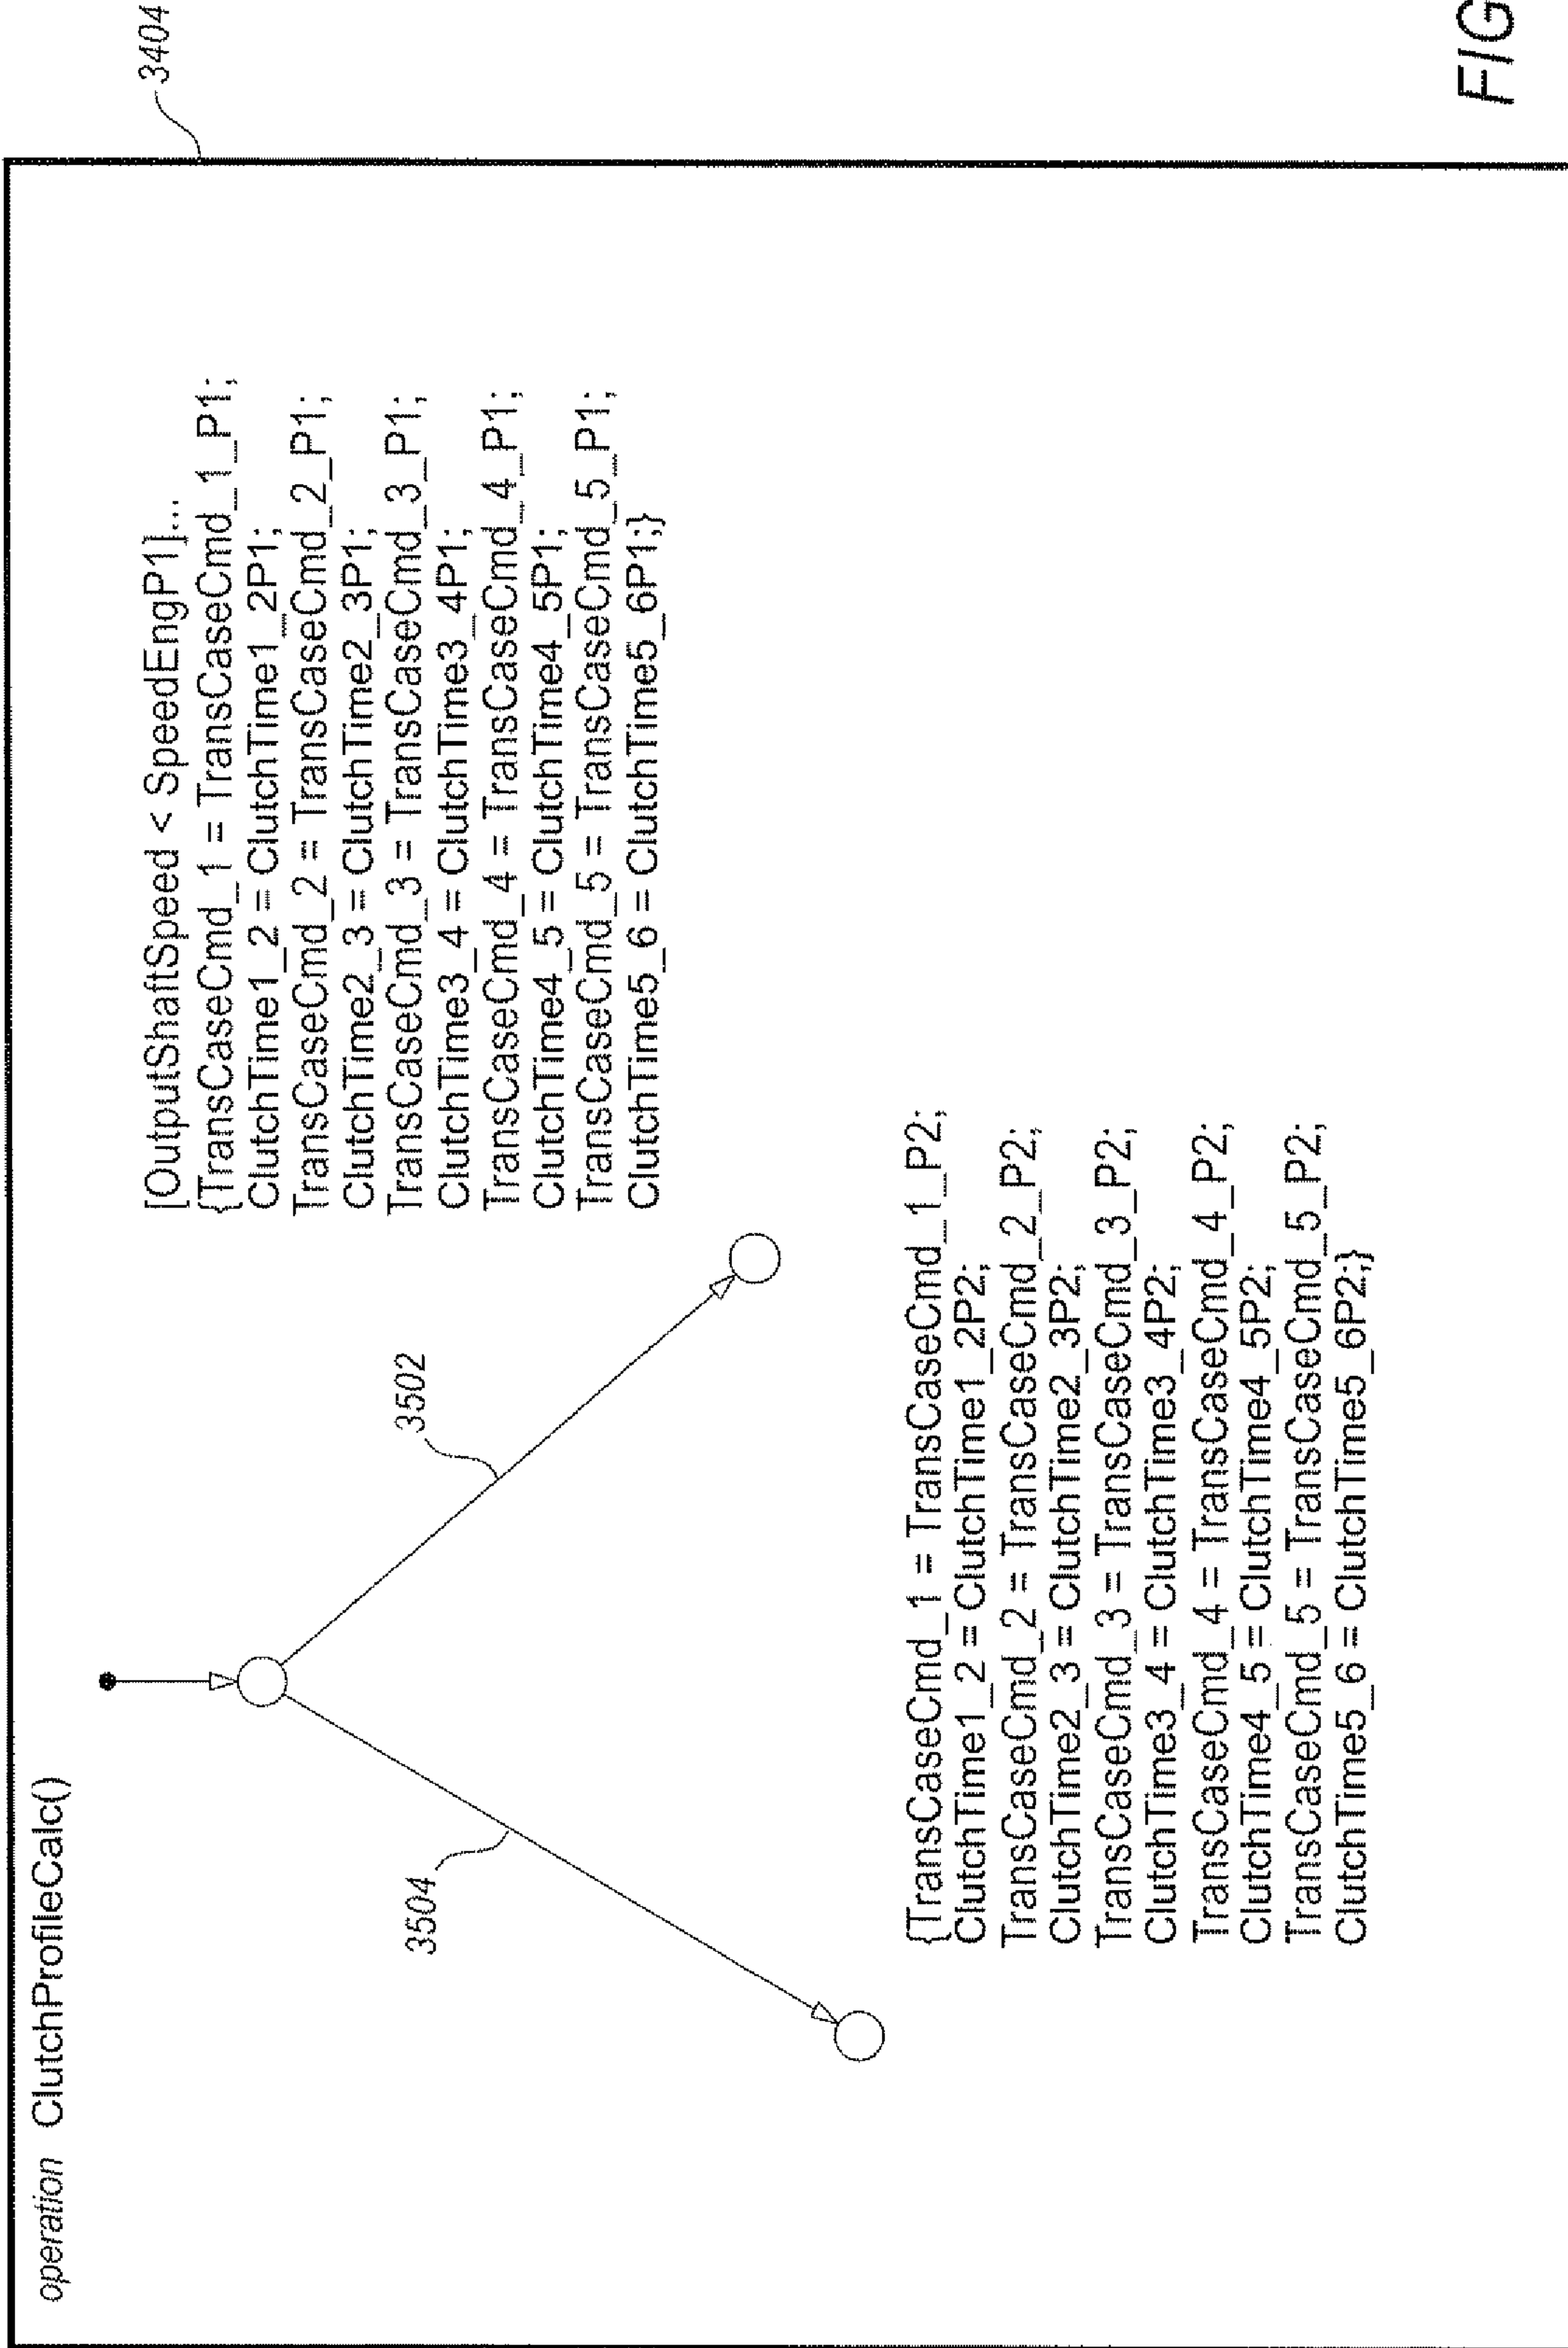 operation ClutchProfileCalc()
3404
[OutputShaftSpeed < SpeedEngP1]...
{TransCaseCmd_1 = TransCaseCmd_1_P1;
ClutchTime1_2 = ClutchTime1_2P1;
TransCaseCmd_2 = TransCaseCmd_2_P1;
ClutchTime2_3 = ClutchTime2_3P1;
TransCaseCmd_3 = TransCaseCmd_3_P1;
ClutchTime3_4 = ClutchTime3_4P1;
TransCaseCmd_4 = TransCaseCmd_4_P1;
ClutchTime4_5 = ClutchTime4_5P1;
TransCaseCmd_5 = TransCaseCmd_5_P1;
ClutchTime5_6 = ClutchTime5_6P1;}
3502
3504
{TransCaseCmd_1 = TransCaseCmd_1_P2;
ClutchTime1_2 = ClutchTime1_2P2;
TransCaseCmd_2 = TransCaseCmd_2_P2;
ClutchTime2_3 = ClutchTime2_3P2;
TransCaseCmd_3 = TransCaseCmd_3_P2;
ClutchTime3_4 = ClutchTime3_4P2;
TransCaseCmd_4 = TransCaseCmd_4_P2;
ClutchTime4_5 = ClutchTime4_5P2;
TransCaseCmd_5 = TransCaseCmd_5_P2;
ClutchTime5_6 = ClutchTime5_6P2;}
FIG